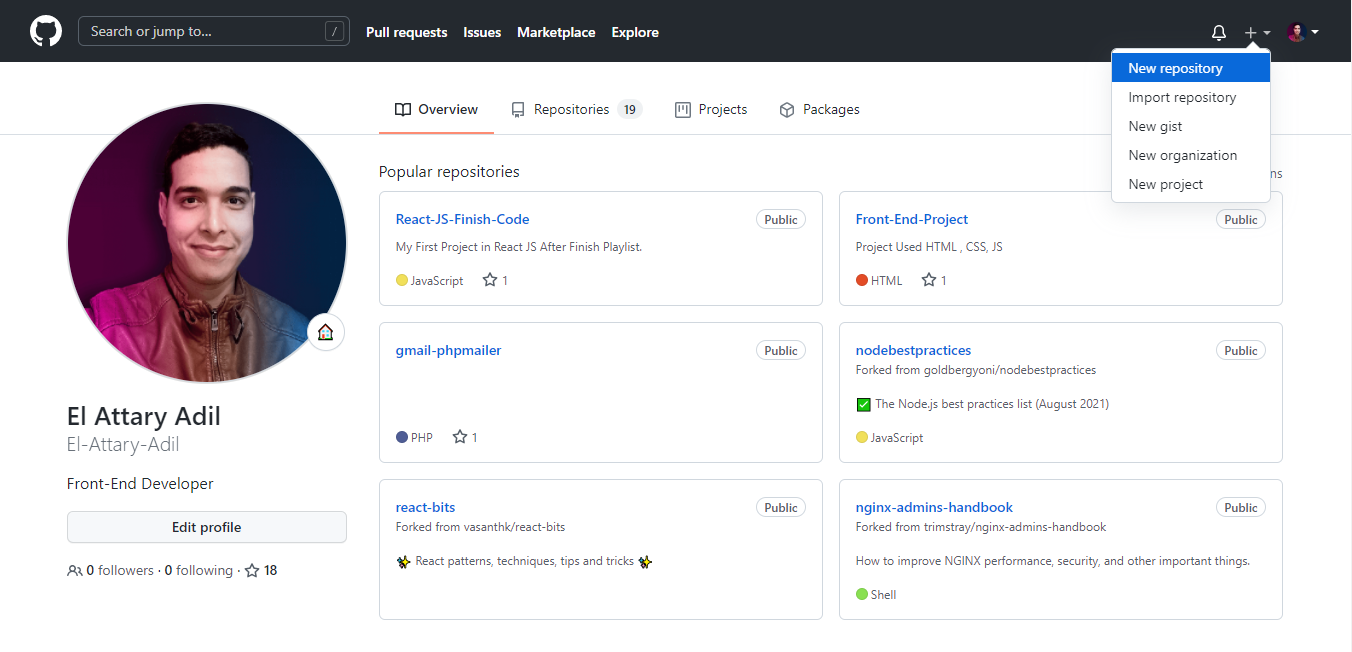 Search or jump to... /
Pull requests Issues Marketplace Explore
New repository
Import repository
New gist
New organization
New project
Overview Repositories 19 Projects Packages
Popular repositories
ns
React-JS-Finish-Code Public
My First Project in React JS After Finish Playlist.
JavaScript 1
Front-End-Project Public
Project Used HTML , CSS, JS
HTML 1
gmail-phpmailer Public
PHP 1
nodebestpractices Public
Forked from goldbergyoni/nodebestpractices
✅ The Node.js best practices list (August 2021)
JavaScript
react-bits Public
Forked from vasanthk/react-bits
✨ React patterns, techniques, tips and tricks ✨
nginx-admins-handbook Public
Forked from trimstray/nginx-admins-handbook
How to improve NGINX performance, security, and other important things.
Shell
El Attary Adil
El-Attary-Adil
Front-End Developer
Edit profile
0 followers · 0 following · 18